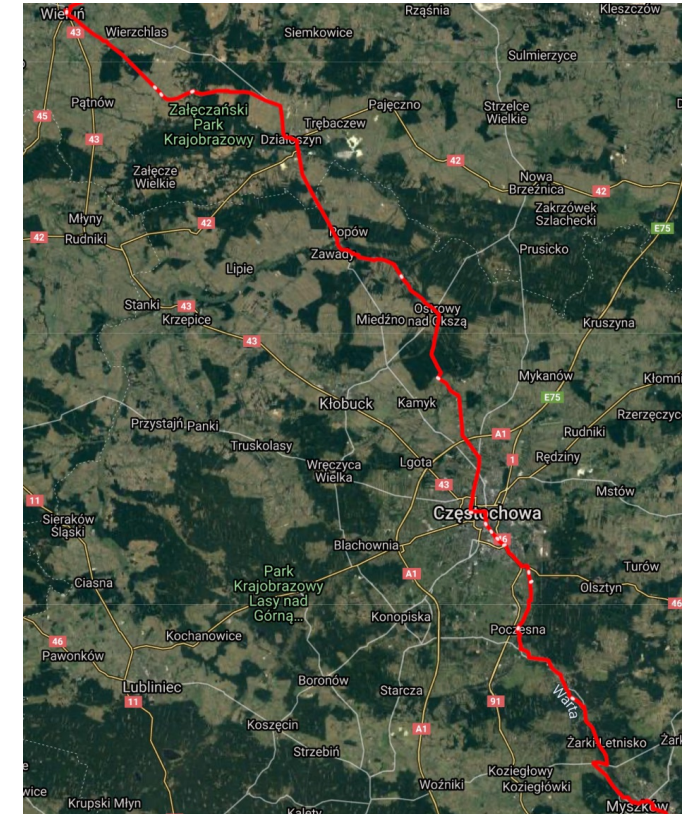 Rząśnia
Kleszczów
Wieluń
43
Wierzchlas
Siemkowice
Sulmierzyce
Pątnów
45
Załęczański
Park
Krajobrazowy
Pajęczno
Strzelce
Wielkie
Trębaczew
43
Działoszyn
42
Załęcze
Wielkie
Nowa
Brzeźnica
42
Zakrzówek
Szlachecki
Młyny
42
E75
42
Rudniki
Popów
Zawady
Prusicko
Lipie
Stanki
43
Krzepice
Miedźno
Ostrowy
nad Okszą
Kruszyna
43
Mykanów
Kłomn
E75
Kłobuck
Kamyk
Rzerzęczyc
Przystajń
Panki
A1
Rudniki
Truskolasy
Wręczyca
Wielka
Lgota
1
Rędziny
43
Mstów
11
Częstochowa
Sieraków
Śląski
46
Blachownia
Turów
A1
Park
Krajobrazowy
Lasy nad
Górną...
Ciasna
Olsztyn
46
Konopiska
Poczesna
46
Kochanowice
Pawonków
Lubliniec
Boronów
Starcza
11
91
Warta
Koszęcin
A1
Żarki Letnisko
Żark
Strzebiń
Koziegłowy
Koziegłówki
Woźniki
Krupski Młyn
Kalety
Myszków